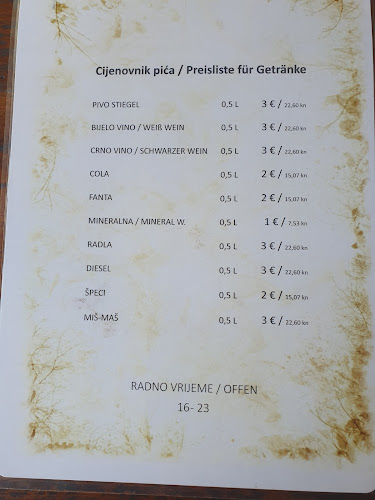 Cijenovnik pića / Preisliste für Getränke
PIVO STIEGEL 0,5 L 3 € / 22,60 kn
BIJELO VINO / WEIß WEIN 0,5 L 3 € / 22,60 kn
CRNO VINO / SCHWARZER WEIN 0,5 L 3 € / 22,60 kn
COLA 0,5 L 2 € / 15,07 kn
FANTA 0,5 L 2 € / 15,07 kn
MINERALNA / MINERAL W. 0,5 L 1 € / 7,53 kn
RADLA 0,5 L 3 € / 22,60 kn
DIESEL 0,5 L 3 € / 22,60 kn
ŠPECI 0,5 L 2 € / 15,07 kn
MIŠ-MAŠ 0,5 L 3 € / 22,60 kn
RADNO VRIJEME / OFFEN
16- 23